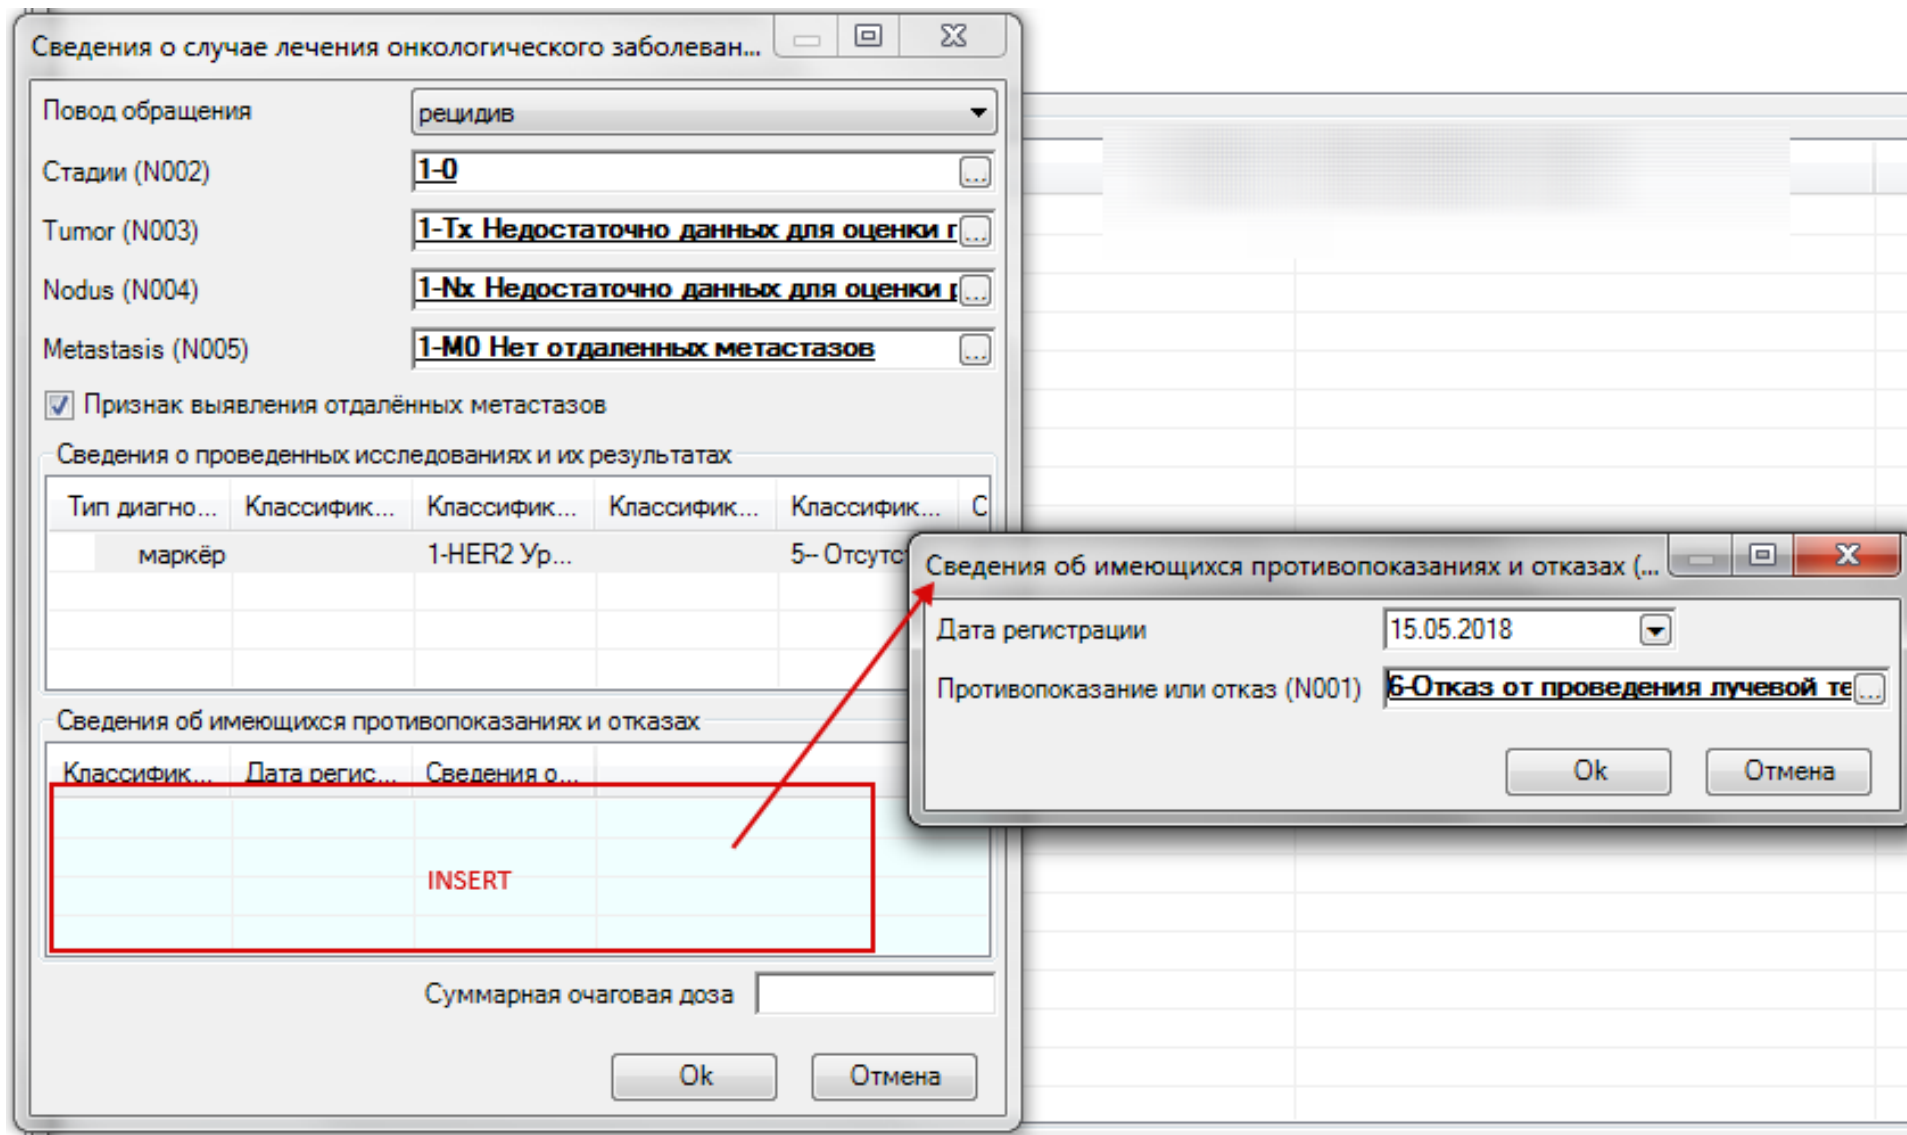 Сведения о случае лечения онкологического заболеван...
Повод обращения
рецидив
Стадии (N002)
1-0
...
Tumor (N003)
1-Tx Недостаточно данных для оценки
...
Nodus (N004)
1-Nx Недостаточно данных для оценки
...
Metastasis (N005)
1-M0 Нет отдаленных метастазов
...
Признак выявления отдалённых метастазов
Сведения о проведенных исследованиях и их результатах
Тип диагно... Классифик... Классифик... Классифик... Классифик... С
маркёр 1-HER2 Ур... 5-- Отсутс
Сведения об имеющихся противопоказаниях и отказах
Классифик... Дата регис... Сведения о...
INSERT
Суммарная очаговая доза
Ok Отмена
Сведения об имеющихся противопоказаниях и отказах (...
Дата регистрации 15.05.2018
Противопоказание или отказ (N001) 6-Отказ от проведения лучевой те...
Ok Отмена